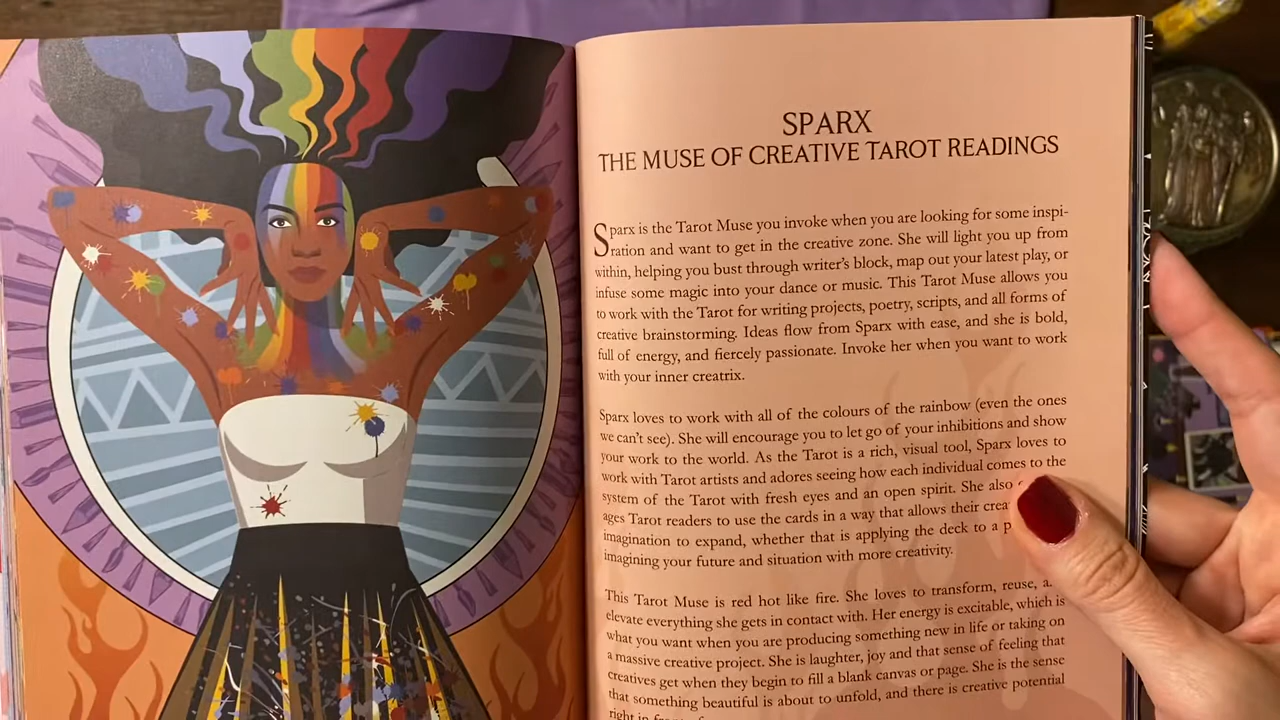 SPARX
THE MUSE OF CREATIVE TAROT READINGS
Sparx is the Tarot Muse you invoke when you are looking for some inspi-
ration and want to get in the creative zone. She will light you up from
within, helping you bust through writer's block, map out your latest play, or
infuse some magic into your dance or music. This Tarot Muse allows you
to work with the Tarot for writing projects, poetry, scripts, and all forms of
creative brainstorming. Ideas flow from Sparx with ease, and she is bold,
full of energy, and fiercely passionate. Invoke her when you want to work
with your inner creatrix.
Sparx loves to work with all of the colours of the rainbow (even the ones
we can't see). She will encourage you to let go of your inhibitions and show
your work to the world. As the Tarot is a rich, visual tool, Sparx loves to
work with Tarot artists and adores seeing how each individual comes to the
system of the Tarot with fresh eyes and an open spirit. She also
ages Tarot readers to use the cards in a way that allows their
imagination to expand, whether that is applying the deck to a
imagining your future and situation with more creativity.
This Tarot Muse is red hot like fire. She loves to transform, reuse,
elevate everything she gets in contact with. Her energy is excitable, which is
what you want when you are producing something new in life or taking on
a massive creative project. She is laughter, joy and that sense of feeling that
creatives get when they begin to fill a blank canvas or page. She is the sense
that something beautiful is about to unfold, and there is creative potential
right in